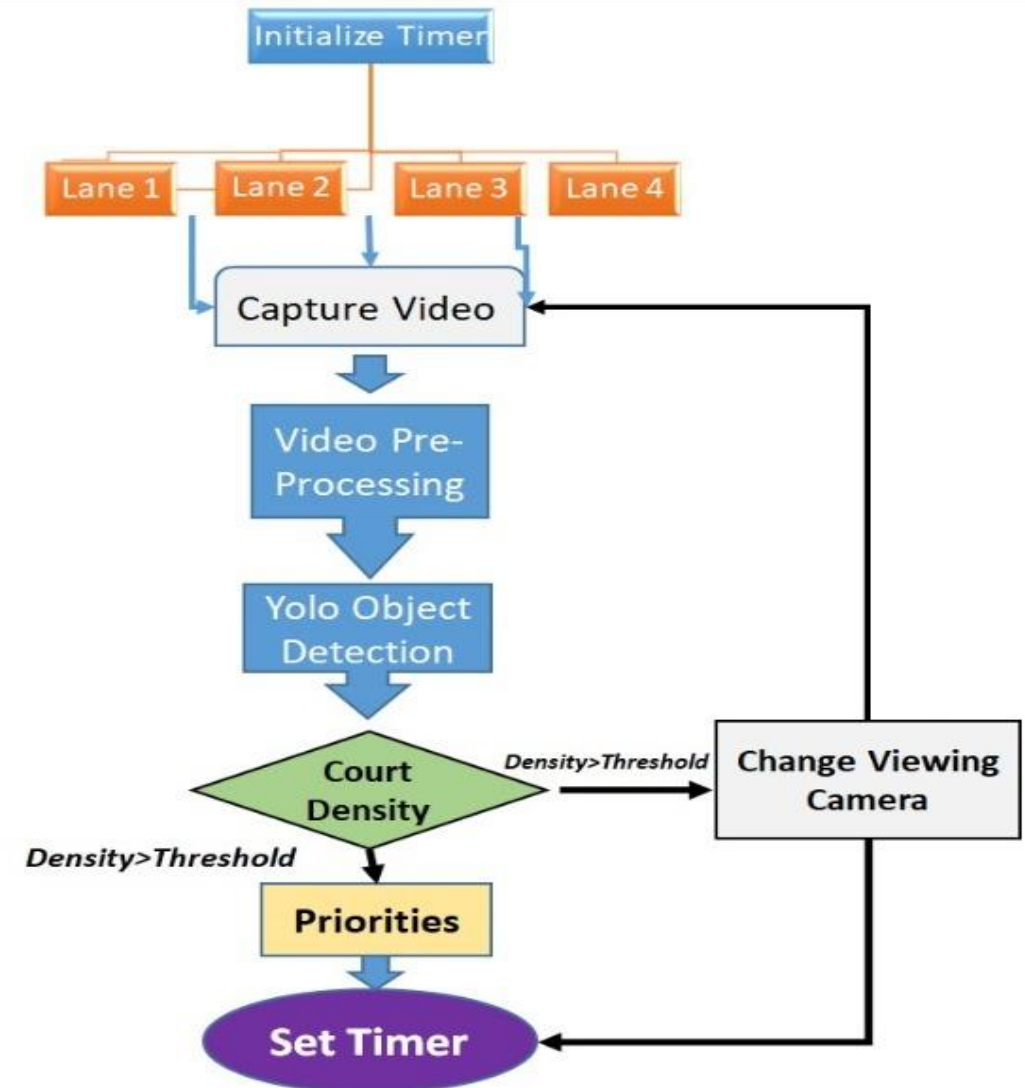 Initialize Timer
Lane 1
Lane 2
Lane 3
Lane 4
Capture Video
Video Pre-
Processing
Yolo Object
Detection
Court
Density
Density>Threshold
Change Viewing
Camera
Density>Threshold
Priorities
Set Timer